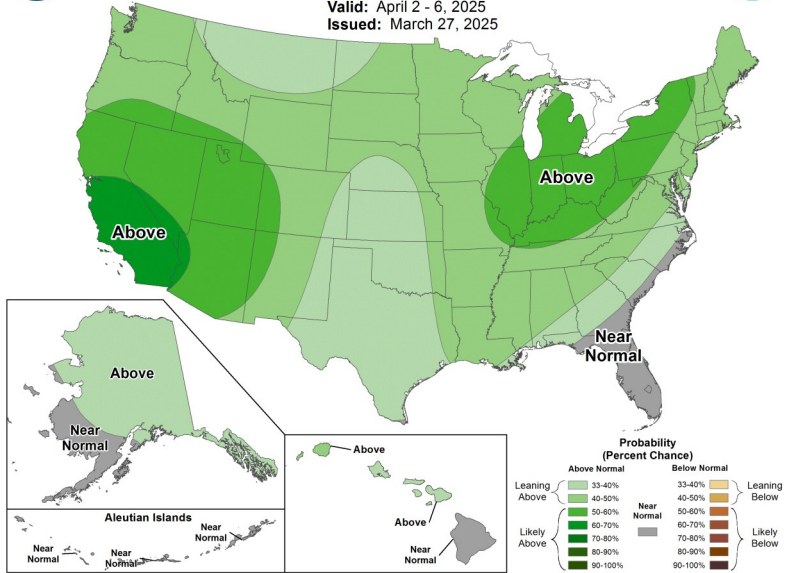 Valid: April 2 - 6, 2025
Issued: March 27, 2025
Above
Above
Near
Normal
Above
Near
Normal
Aleutian Islands
Near
Normal
Near
Normal
Near
Normal
Above
Above
Near
Normal
Probability
(Percent Chance)
Above Normal
Below Normal
Leaning
Above
33-40%
40-50%
Likely
Above
50-60%
60-70%
70-80%
80-90%
90-100%
Near
Normal
33-40%
40-50%
Leaning
Below
50-60%
60-70%
70-80%
80-90%
90-100%
Likely
Below